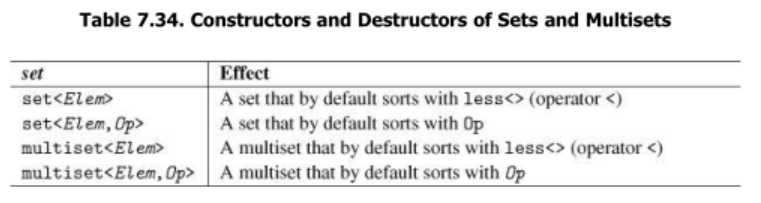 Table 7.34. Constructors and Destructors of Sets and Multisets
set Effect
set<Elem> A set that by default sorts with less<> (operator <)
set<Elem,Op> A set that by default sorts with Op
multiset<Elem> A multiset that by default sorts with less<> (operator <)
multiset<Elem,Op> A multiset that by default sorts with Op